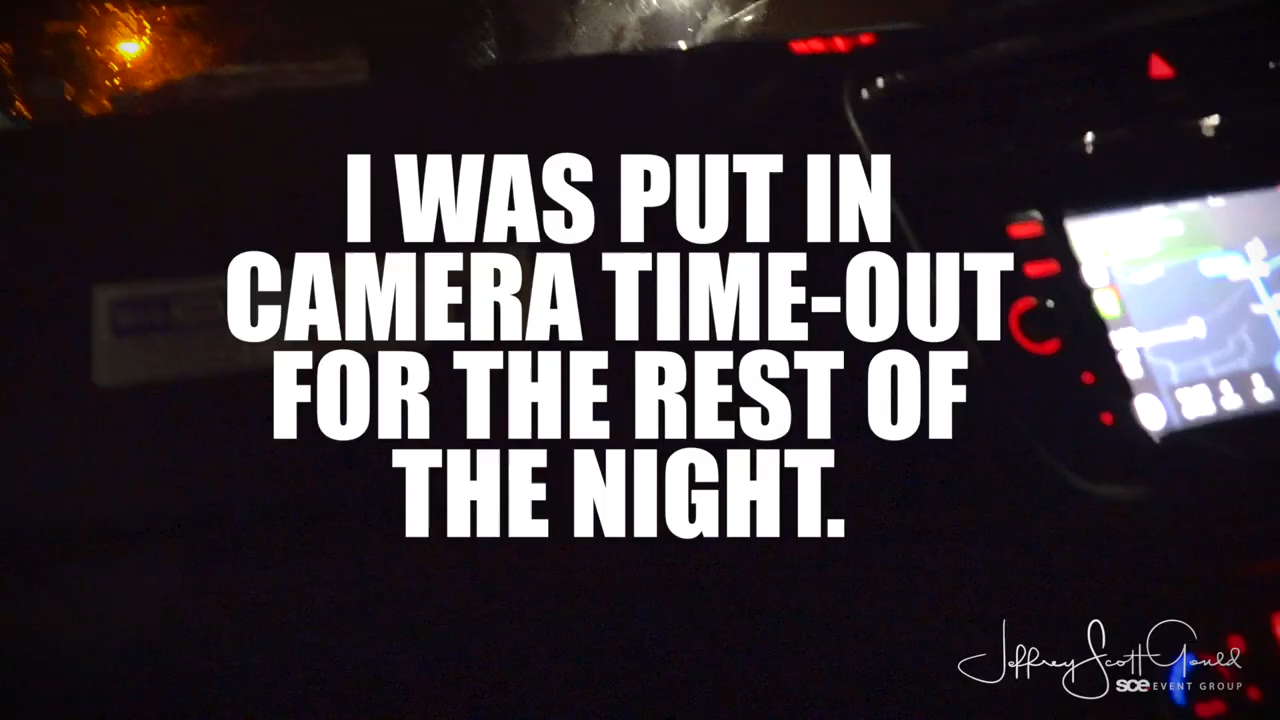 I WAS PUT IN
CAMERA TIME-OUT
FOR THE REST OF
THE NIGHT.
Jeffrey Scott Gould
sce EVENT GROUP